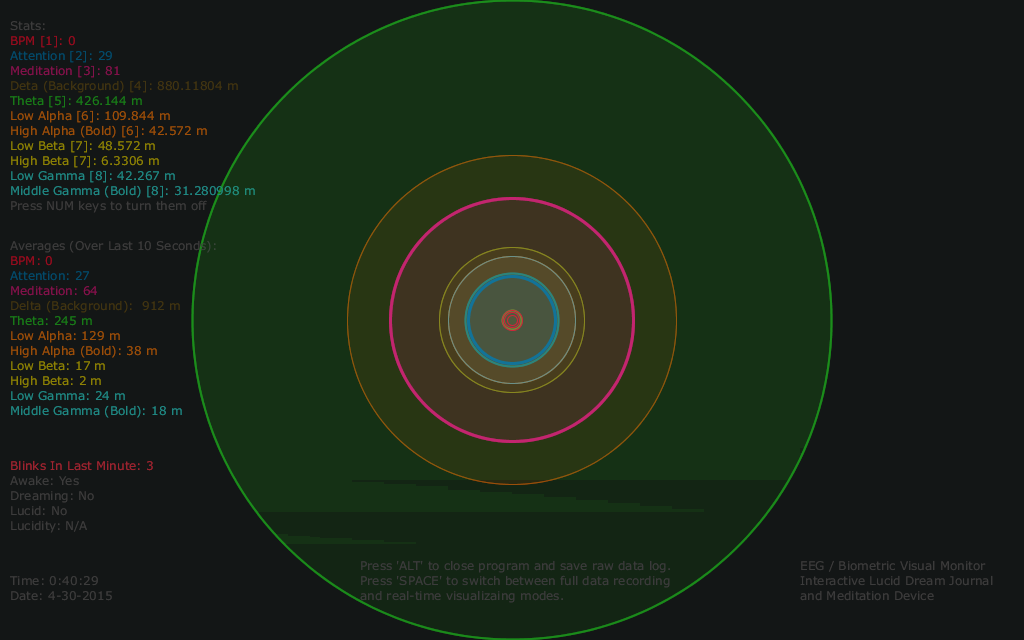 Stats:
BPM [1]: 0
Attention [2]: 29
Meditation [3]: 81
Deta (Background) [4]: 880.11804 m
Theta [5]: 426.144 m
Low Alpha [6]: 109.844 m
High Alpha (Bold) [6]: 42.572 m
Low Beta [7]: 48.572 m
High Beta [7]: 6.3306 m
Low Gamma [8]: 42.267 m
Middle Gamma (Bold) [8]: 31.280998 m
Press NUM keys to turn them off
Averages (Over Last 10 Seconds):
BPM: 0
Attention: 27
Meditation: 64
Delta (Background):  912 m
Theta: 245 m
Low Alpha: 129 m
High Alpha (Bold): 38 m
Low Beta: 17 m
High Beta: 2 m
Low Gamma: 24 m
Middle Gamma (Bold): 18 m
Blinks In Last Minute: 3
Awake: Yes
Dreaming: No
Lucid: No
Lucidity: N/A
Time: 0:40:29
Date: 4-30-2015
Press 'ALT' to close program and save raw data log.
Press 'SPACE' to switch between full data recording
and real-time visualizaing modes.
EEG / Biometric Visual Monitor
Interactive Lucid Dream Journal
and Meditation Device